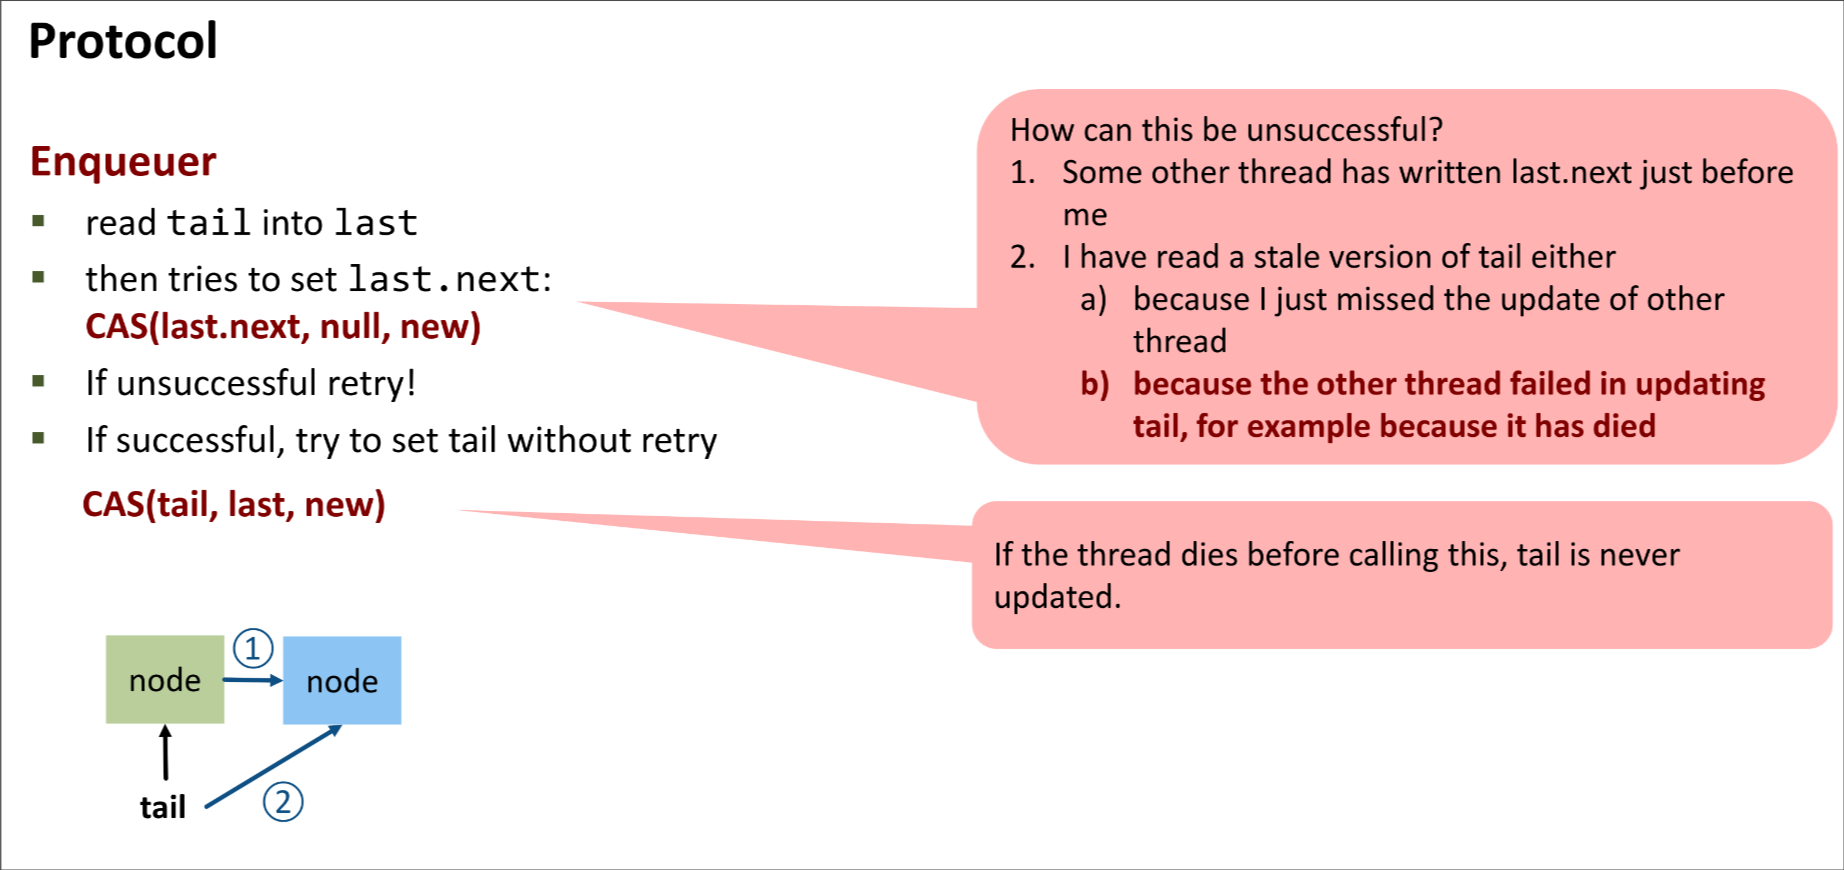 Protocol
Enqueuer
▪ read tail into last
▪ then tries to set last.next:
CAS(last.next, null, new)
▪ If unsuccessful retry!
▪ If successful, try to set tail without retry
CAS(tail, last, new)
How can this be unsuccessful?
1. Some other thread has written last.next just before
me
2. I have read a stale version of tail either
a) because I just missed the update of other
thread
b) because the other thread failed in updating
tail, for example because it has died
If the thread dies before calling this, tail is never
updated.
node
1
node
tail
2